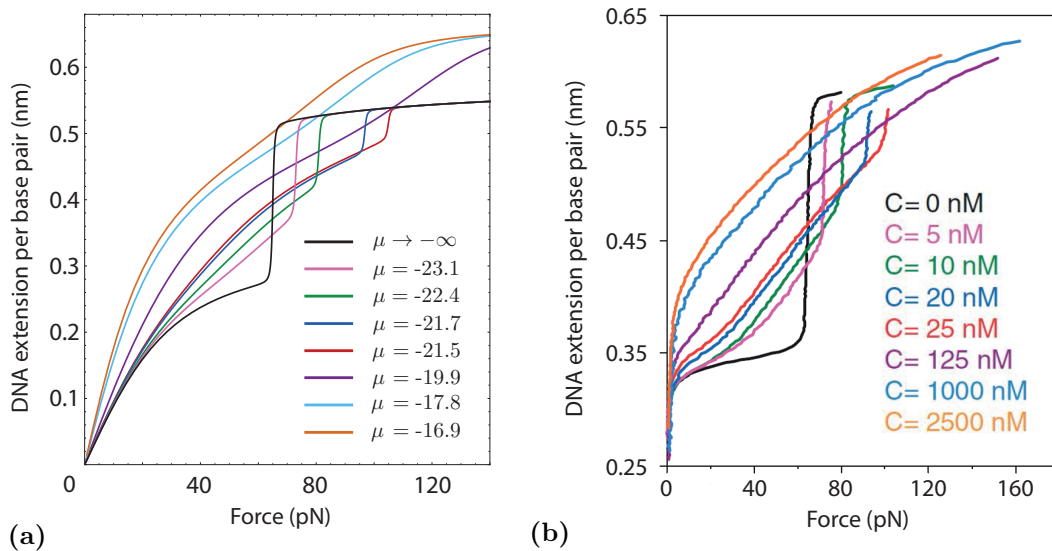 DNA extension per base pair (nm)
0.6
0.5
0.4
0.3
0.2
0.1
0
40
80
120
Force (pN)
μ → −∞
μ = -23.1
μ = -22.4
μ = -21.7
μ = -21.5
μ = -19.9
μ = -17.8
μ = -16.9
(a)
DNA extension per base pair (nm)
0.65
0.55
0.45
0.35
0.25
0
40
80
120
160
Force (pN)
C= 0 nM
C= 5 nM
C= 10 nM
C= 20 nM
C= 25 nM
C= 125 nM
C= 1000 nM
C= 2500 nM
(b)